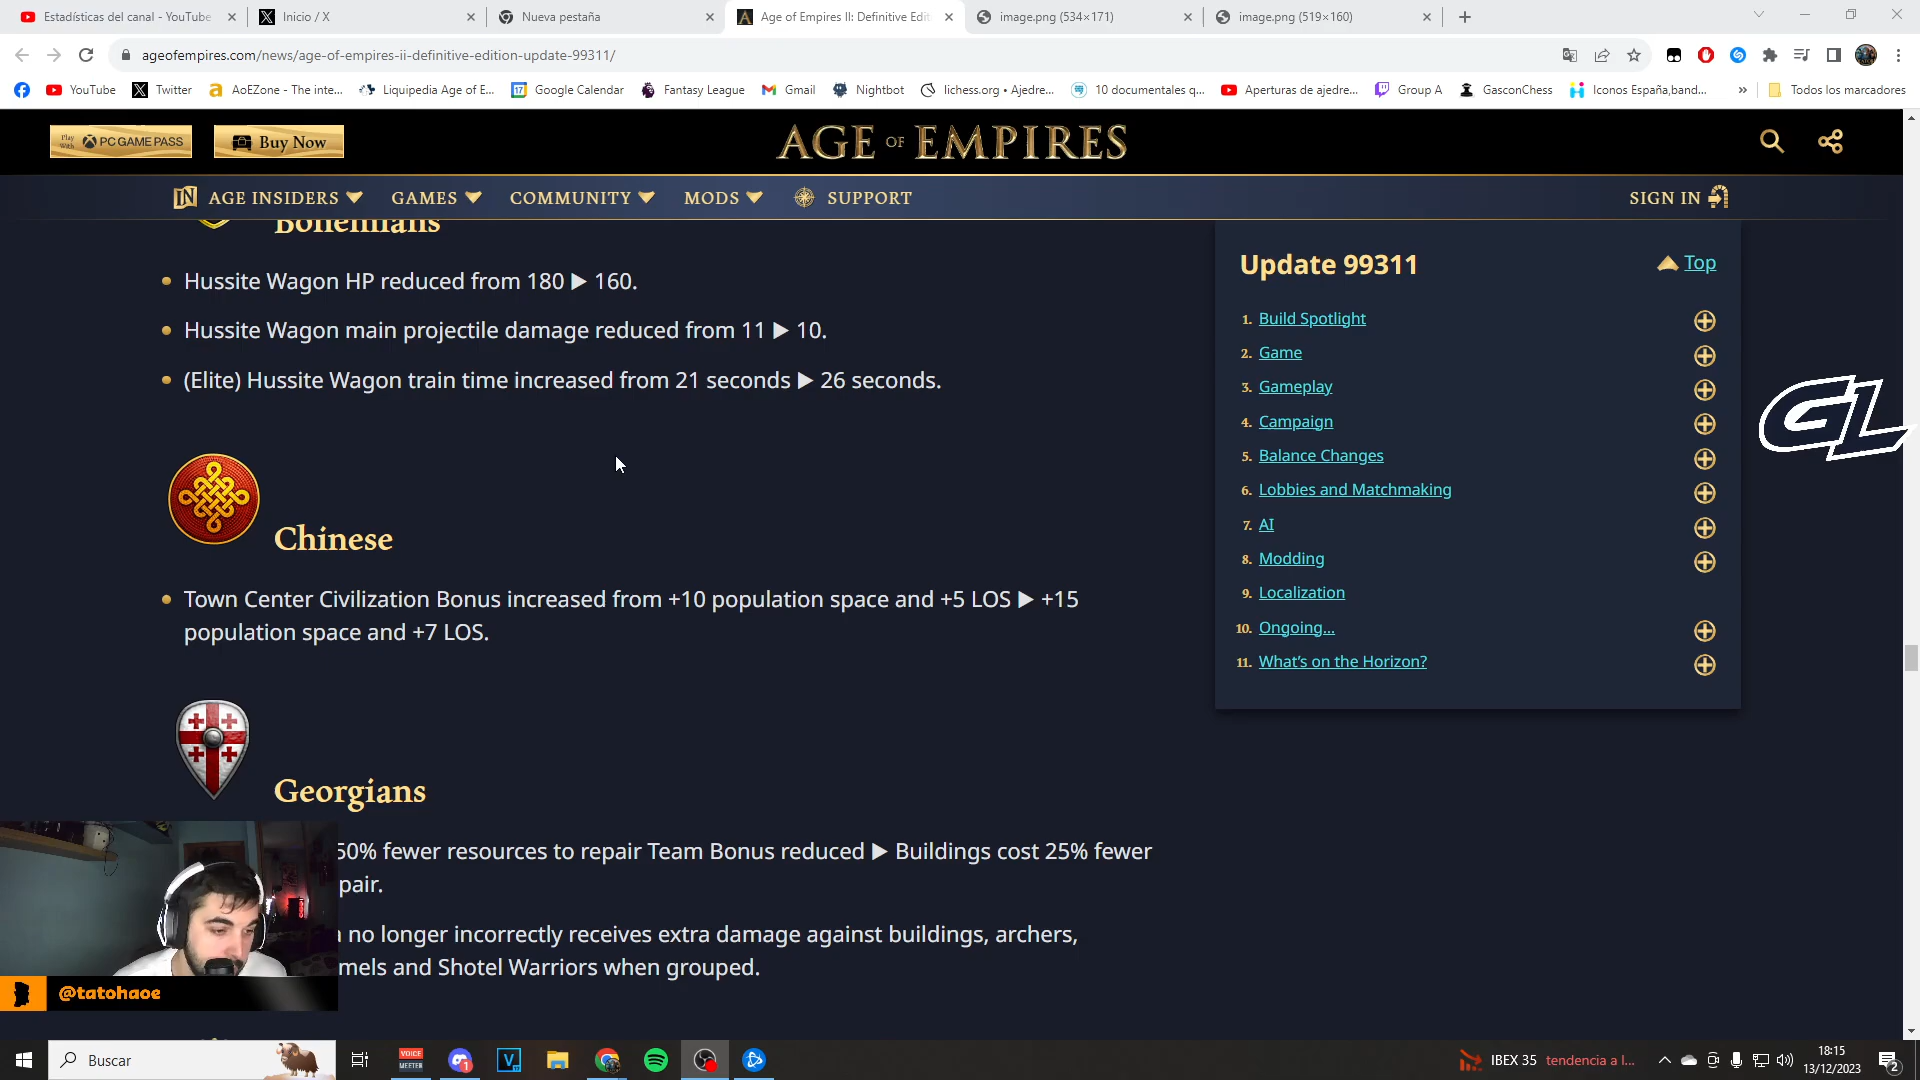 Estadísticas del canal - YouTube
Inicio / X
Nueva pestaña
Age of Empires II: Definitive Edit
image.png (534×171)
image.png (519×160)
ageofempires.com/news/age-of-empires-ii-definitive-edition-update-99311/
YouTube
Twitter
AoEZone - The inte...
Liquipedia Age of E...
Google Calendar
Fantasy League
Gmail
Nightbot
lichess.org • Ajedre...
10 documentales q...
Aperturas de ajedre...
Group A
GasconChess
Iconos España,band...
»
Todos los marcadores
Play With PC GAME PASS
Buy Now
AGE OF EMPIRES
IN AGE INSIDERS
GAMES
COMMUNITY
MODS
SUPPORT
SIGN IN
Bohemians
Hussite Wagon HP reduced from 180 ▶ 160.
Hussite Wagon main projectile damage reduced from 11 ▶ 10.
(Elite) Hussite Wagon train time increased from 21 seconds ▶ 26 seconds.
Chinese
Town Center Civilization Bonus increased from +10 population space and +5 LOS ▶ +15
population space and +7 LOS.
Georgians
50% fewer resources to repair Team Bonus reduced ▶ Buildings cost 25% fewer
pair.
no longer incorrectly receives extra damage against buildings, archers,
mels and Shotel Warriors when grouped.
Update 99311
Top
1. Build Spotlight
2. Game
3. Gameplay
4. Campaign
5. Balance Changes
6. Lobbies and Matchmaking
7. AI
8. Modding
9. Localization
10. Ongoing...
11. What's on the Horizon?
GL
@tatohaoe
Buscar
VOICE
MEETER
1
V
IBEX 35
tendencia a l...
18:15
13/12/2023
2